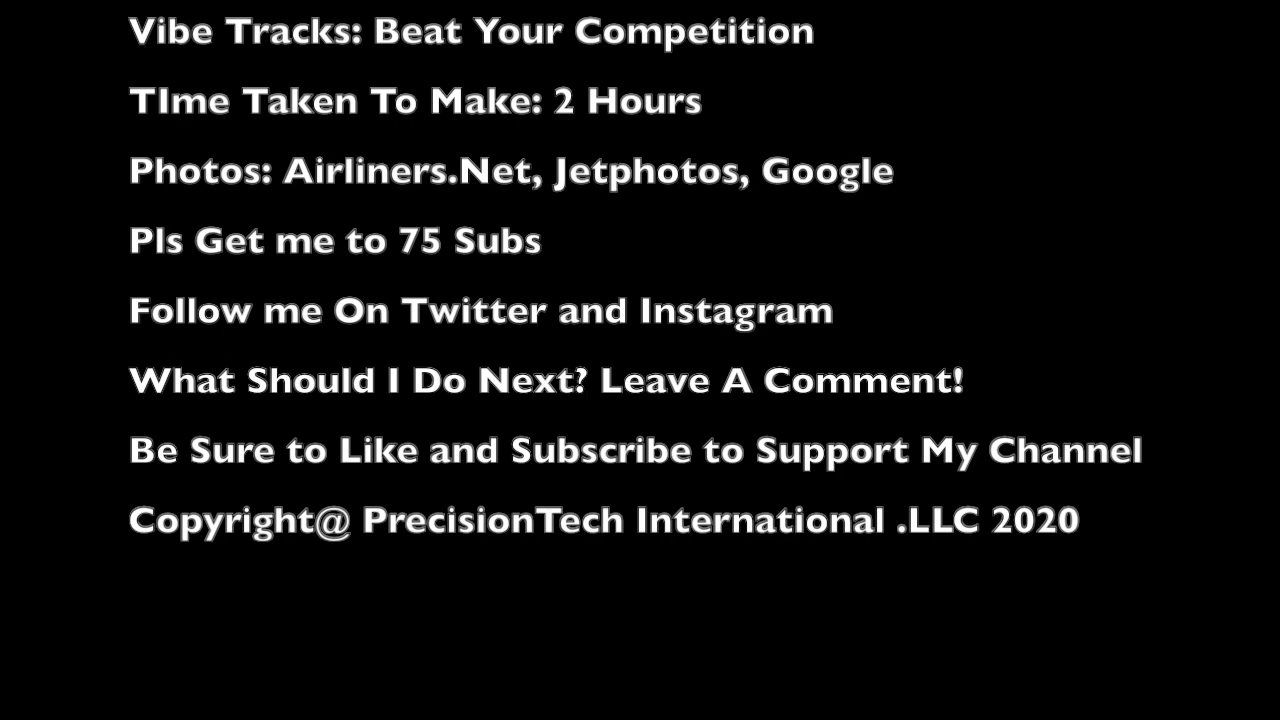 Vibe Tracks: Beat Your Competition
TIme Taken To Make: 2 Hours
Photos: Airliners.Net, Jetphotos, Google
Pls Get me to 75 Subs
Follow me On Twitter and Instagram
What Should I Do Next? Leave A Comment!
Be Sure to Like and Subscribe to Support My Channel
Copyright@ PrecisionTech International .LLC 2020